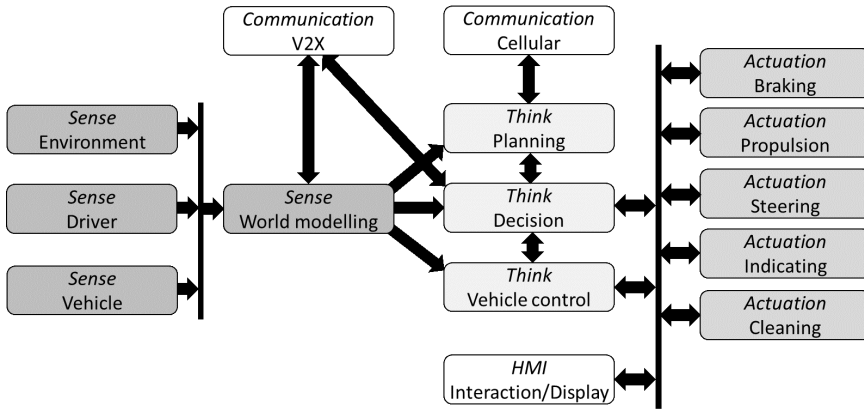 Communication
V2X
Communication
Cellular
Sense
Environment
Sense
Driver
Sense
Vehicle
Sense
World modelling
Think
Planning
Think
Decision
Think
Vehicle control
HMI
Interaction/Display
Actuation
Braking
Actuation
Propulsion
Actuation
Steering
Actuation
Indicating
Actuation
Cleaning